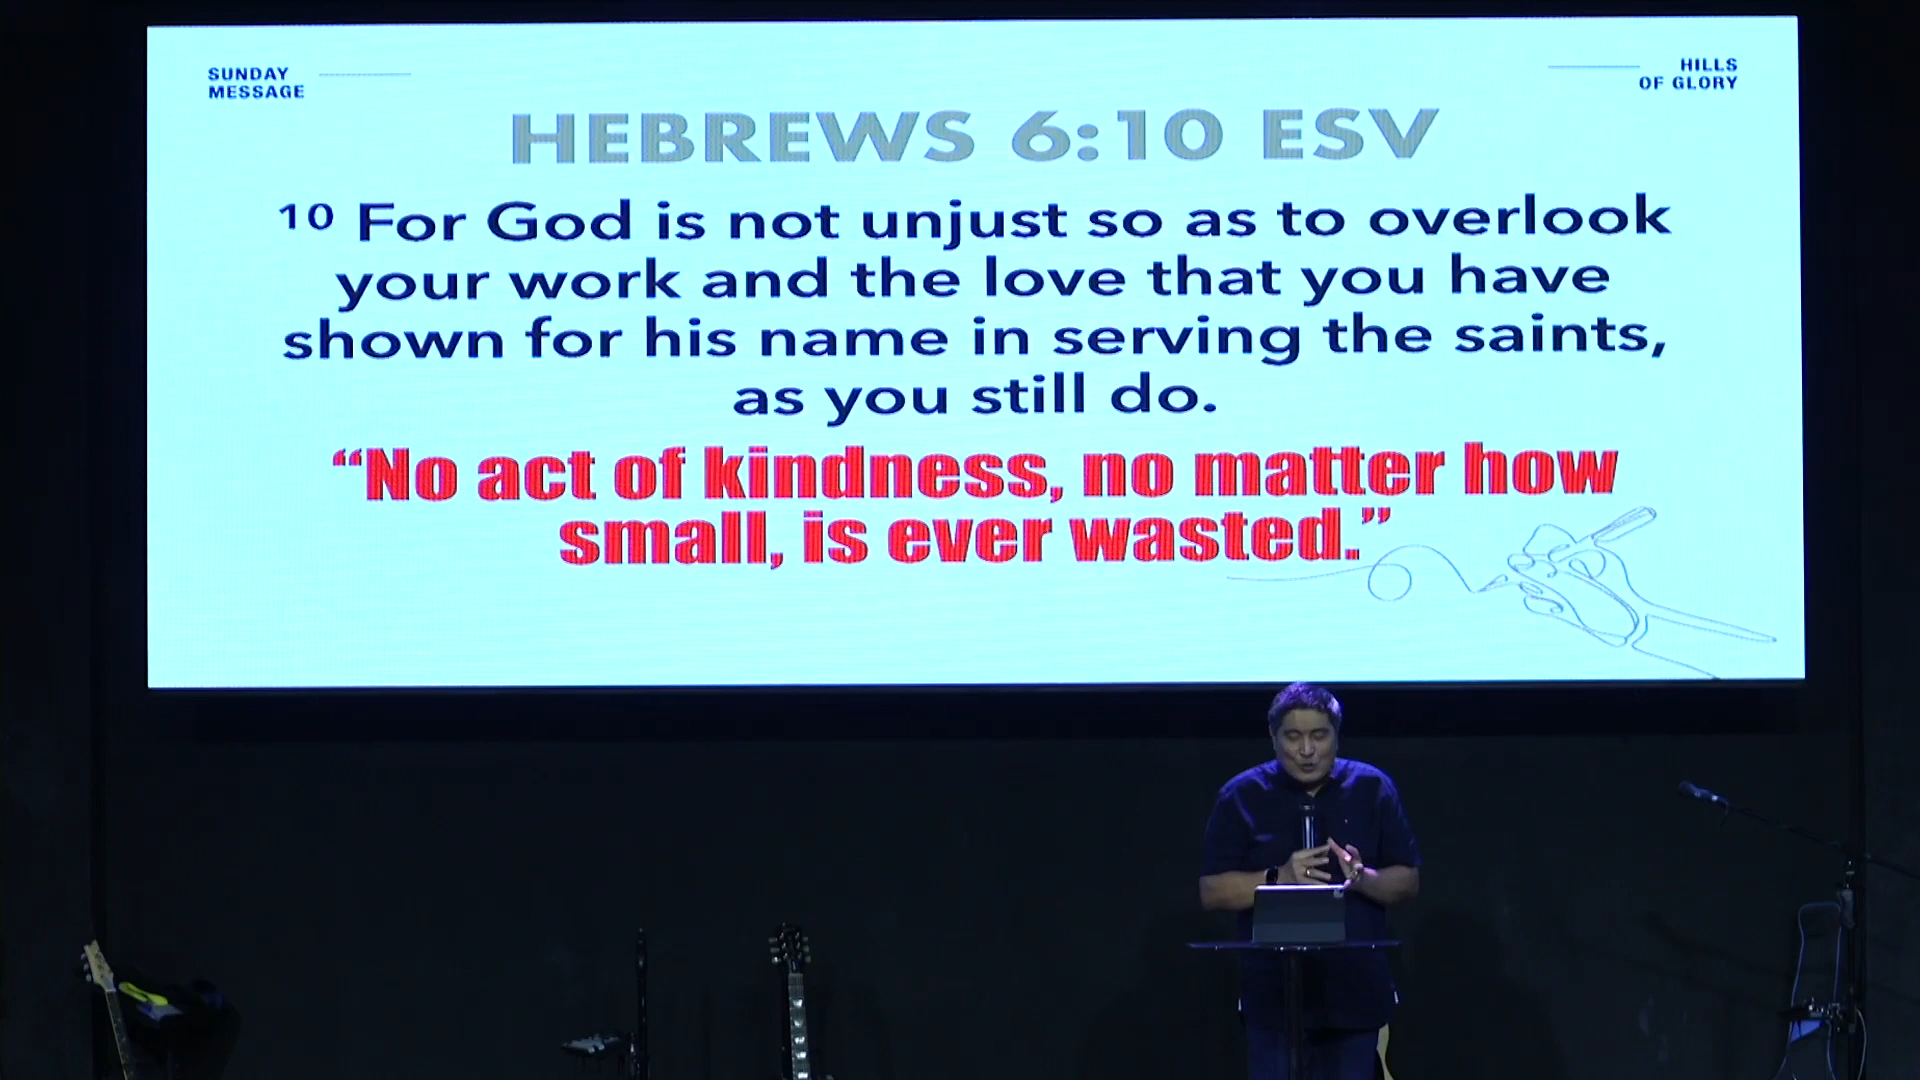 SUNDAY
MESSAGE
HILLS
OF GLORY
HEBREWS 6:10 ESV
10 For God is not unjust so as to overlook
your work and the love that you have
shown for his name in serving the saints,
as you still do.
“No act of kindness, no matter how
small, is ever wasted.”